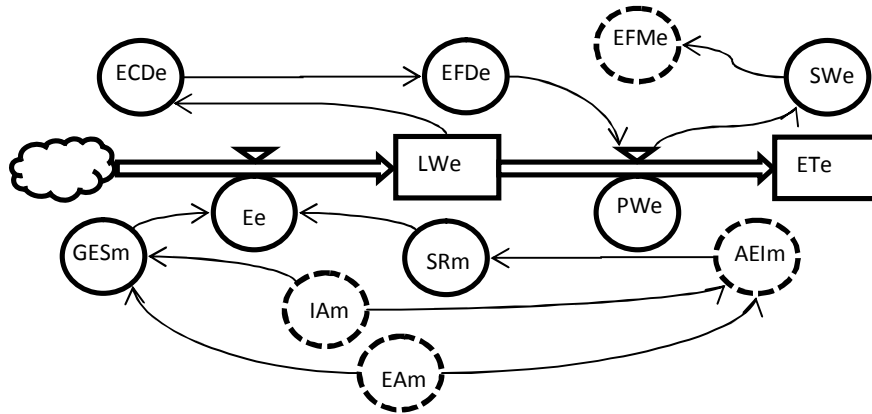 EFMe
ECDe
EFDe
SWe
LWe
ETe
Ee
PWe
GESm
SRm
AEIm
IAm
EAm